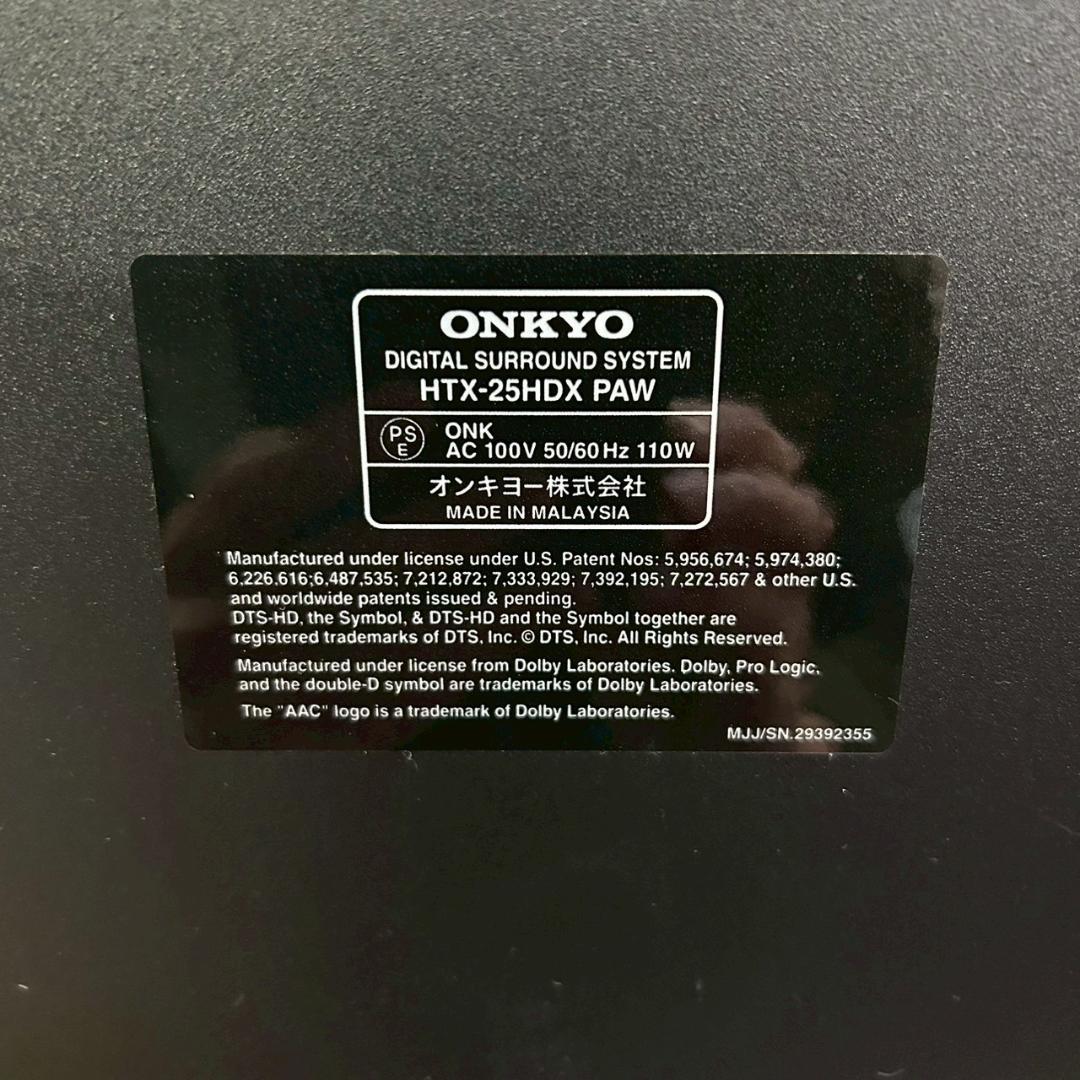 ONKYO
DIGITAL SURROUND SYSTEM
HTX-25HDX PAW
PS
E
ONK
AC 100V 50/60Hz 110W
オンキヨー株式会社
MADE IN MALAYSIA
Manufactured under license under U.S. Patent Nos: 5,956,674; 5,974,380;
6,226,616;6,487,535; 7,212,872; 7,333,929; 7,392,195; 7,272,567 & other U.S.
and worldwide patents issued & pending.
DTS-HD, the Symbol, & DTS-HD and the Symbol together are
registered trademarks of DTS, Inc. © DTS, Inc. All Rights Reserved.
Manufactured under license from Dolby Laboratories. Dolby, Pro Logic,
and the double-D symbol are trademarks of Dolby Laboratories.
The "AAC" logo is a trademark of Dolby Laboratories.
MJJ/SN.29392355